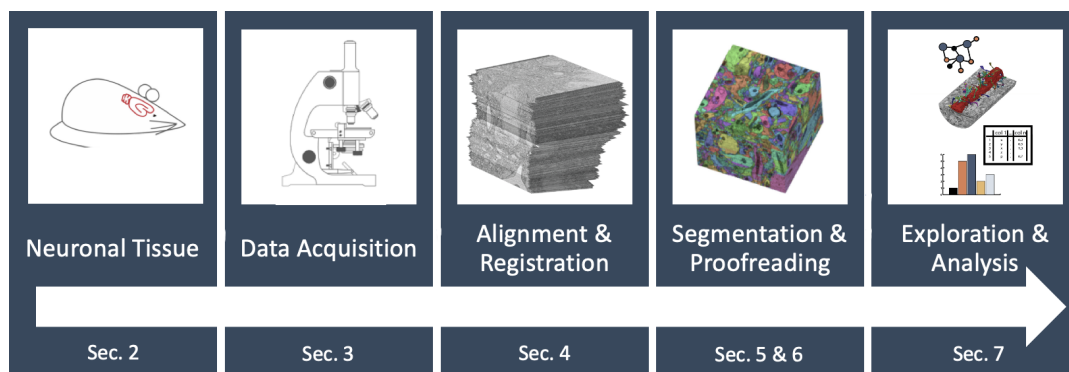 Neuronal Tissue
Data Acquisition
Alignment &
Registration
Segmentation &
Proofreading
Exploration &
Analysis
Sec. 2
Sec. 3
Sec. 4
Sec. 5 & 6
Sec. 7